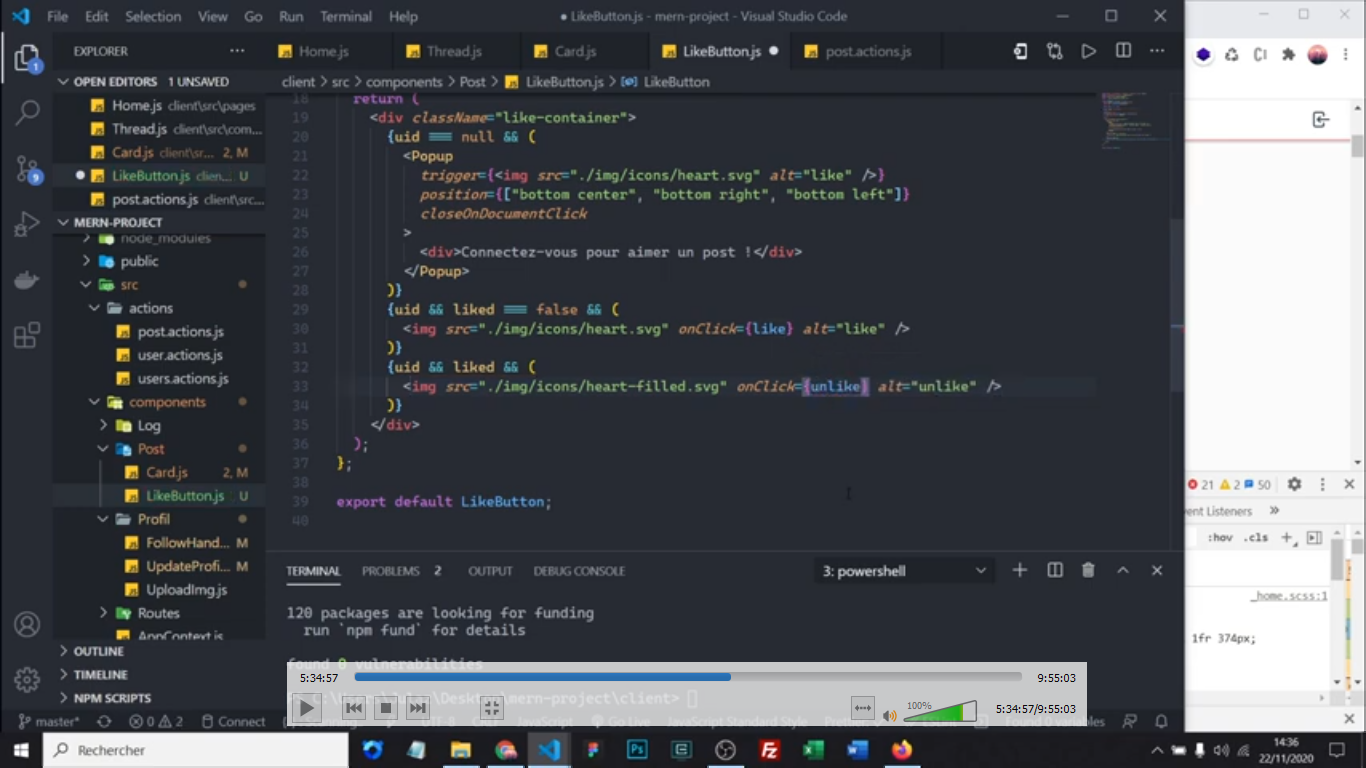 File Edit Selection View Go Run Terminal Help
● LikeButton.js - mern-project - Visual Studio Code
EXPLORER
OPEN EDITORS 1 UNSAVED
Home.js client\src\pages
Thread.js client\src\com...
Card.js client\sr... 2, M
LikeButton.js clien... U
post.actions.js client\src...
MERN-PROJECT
node_modules
public
src
actions
post.actions.js
user.actions.js
users.actions.js
components
Log
Post
Card.js 2, M
LikeButton.js U
Profil
FollowHand... M
UpdateProfi... M
UploadImg.js
Routes
AppContext.js
OUTLINE
TIMELINE
NPM SCRIPTS
Home.js Thread.js Card.js LikeButton.js post.actions.js
client > src > components > Post > LikeButton.js > LikeButton
18 return (
19 <div className="like-container">
20 {uid === null && (
21 <Popup
22 trigger={<img src="./img/icons/heart.svg" alt="like" />}
23 position={["bottom center", "bottom right", "bottom left"]}
24 closeOnDocumentClick
25 >
26 <div>Connectez-vous pour aimer un post !</div>
27 </Popup>
28 )}
29 {uid && liked === false && (
30 <img src="./img/icons/heart.svg" onClick={like} alt="like" />
31 )}
32 {uid && liked && (
33 <img src="./img/icons/heart-filled.svg" onClick={unlike} alt="unlike" />
34 )}
35 </div>
36 );
37 };
38
39 export default LikeButton;
40
TERMINAL PROBLEMS 2 OUTPUT DEBUG CONSOLE 3: powershell
120 packages are looking for funding
run `npm fund` for details
found 0 vulnerabilities
\Desktop\mern-project\client>
5:34:57 9:55:03
100% 5:34:57/9:55:03
master* 0 2 Connect UTF-8 JavaScript Go Live JavaScript Standard Style Found 0 variables
21 2 50
vent Listeners
:hov .cls
_home.scss:1
1fr 374px;
Rechercher
14:36
22/11/2020